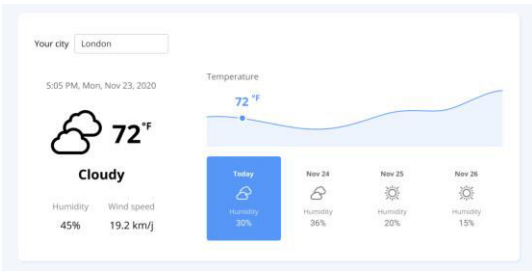 Your city London
5:05 PM, Mon, Nov 23, 2020
72 °F
Cloudy
Humidity Wind speed
45% 19.2 km/j
Temperature
72 °F
Today Nov 24 Nov 25 Nov 26
Humidity Humidity Humidity Humidity
30% 36% 20% 15%